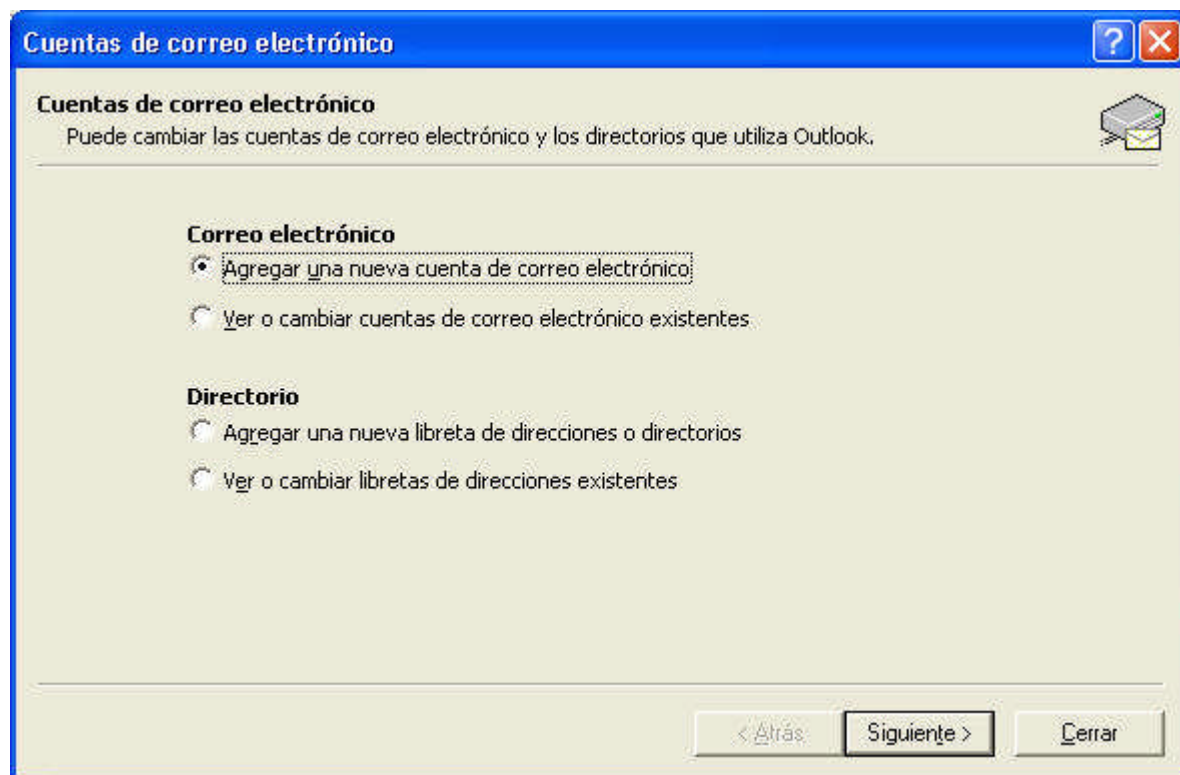 Cuentas de correo electrónico
Cuentas de correo electrónico
Puede cambiar las cuentas de correo electrónico y los directorios que utiliza Outlook.
Correo electrónico
Agregar una nueva cuenta de correo electrónico
Ver o cambiar cuentas de correo electrónico existentes
Directorio
Agregar una nueva libreta de direcciones o directorios
Ver o cambiar libretas de direcciones existentes
< Atrás Siguiente > Cerrar